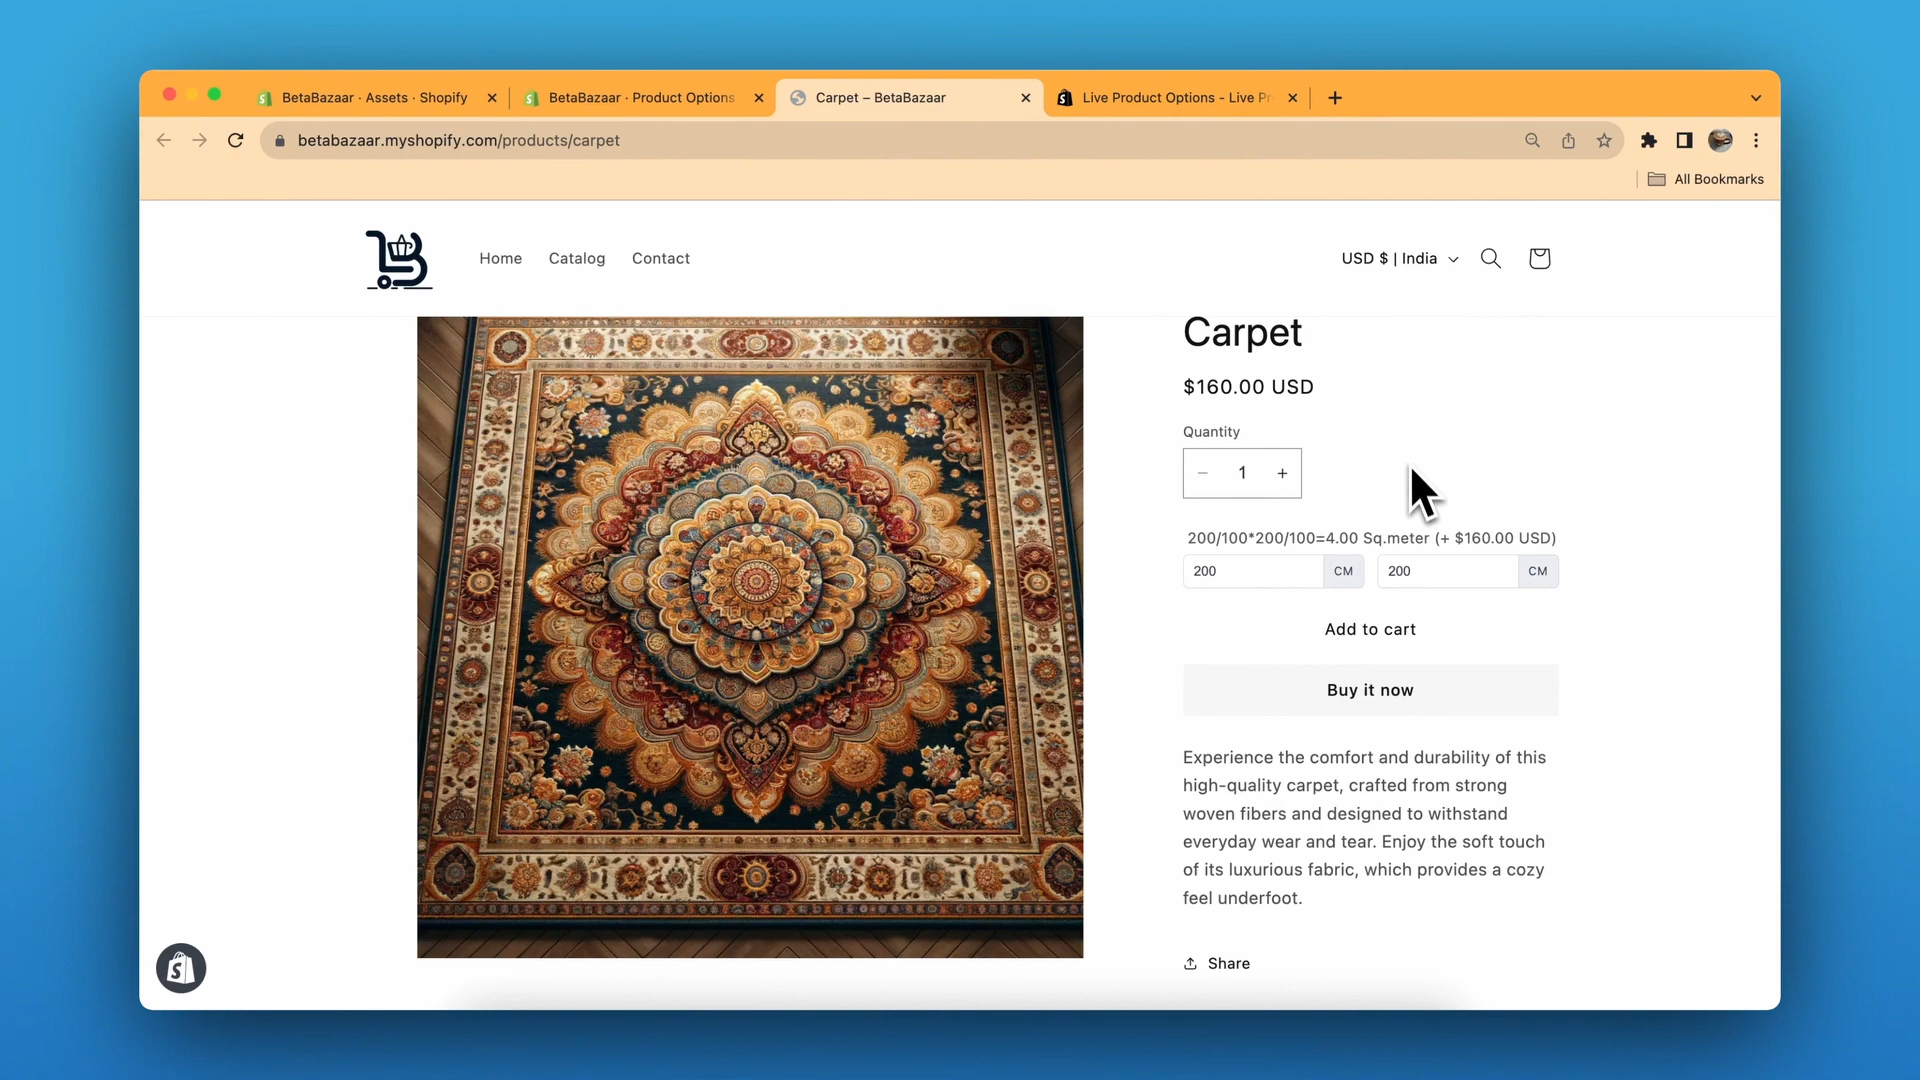 BetaBazaar · Assets · Shopify
BetaBazaar · Product Options
Carpet – BetaBazaar
Live Product Options - Live Pr
betabazaar.myshopify.com/products/carpet
All Bookmarks
Home Catalog Contact
USD $ | India
Carpet
$160.00 USD
Quantity
− 1 +
200/100*200/100=4.00 Sq.meter (+ $160.00 USD)
200 CM 200 CM
Add to cart
Buy it now
Experience the comfort and durability of this
high-quality carpet, crafted from strong
woven fibers and designed to withstand
everyday wear and tear. Enjoy the soft touch
of its luxurious fabric, which provides a cozy
feel underfoot.
Share